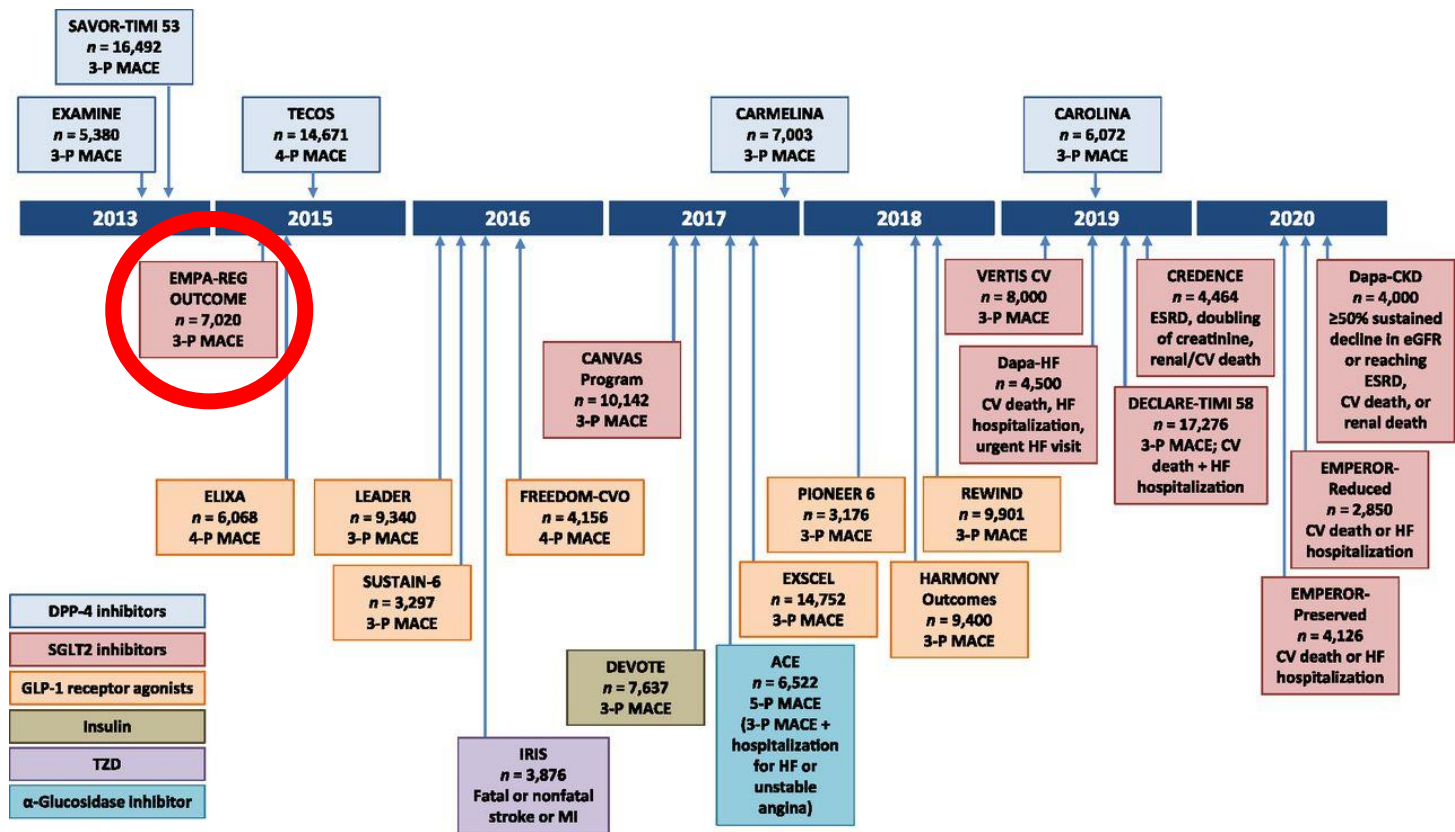 SAVOR-TIMI 53
n = 16,492
3-P MACE
EXAMINE
n = 5,380
3-P MACE
TECOS
n = 14,671
4-P MACE
CARMELINA
n = 7,003
3-P MACE
CAROLINA
n = 6,072
3-P MACE
2013
2015
2016
2017
2018
2019
2020
EMPA-REG
OUTCOME
n = 7,020
3-P MACE
CANVAS
Program
n = 10,142
3-P MACE
VERTIS CV
n = 8,000
3-P MACE
CREDENCE
n = 4,464
ESRD, doubling
of creatinine,
renal/CV death
Dapa-CKD
n = 4,000
≥50% sustained
decline in eGFR
or reaching
ESRD,
CV death, or
renal death
Dapa-HF
n = 4,500
CV death, HF
hospitalization,
urgent HF visit
DECLARE-TIMI 58
n = 17,276
3-P MACE; CV
death + HF
hospitalization
ELIXA
n = 6,068
4-P MACE
LEADER
n = 9,340
3-P MACE
FREEDOM-CVO
n = 4,156
4-P MACE
PIONEER 6
n = 3,176
3-P MACE
REWIND
n = 9,901
3-P MACE
EMPEROR-
Reduced
n = 2,850
CV death or HF
hospitalization
SUSTAIN-6
n = 3,297
3-P MACE
EXSCEL
n = 14,752
3-P MACE
HARMONY
Outcomes
n = 9,400
3-P MACE
EMPEROR-
Preserved
n = 4,126
CV death or HF
hospitalization
DEVOTE
n = 7,637
3-P MACE
ACE
n = 6,522
5-P MACE
(3-P MACE +
hospitalization
for HF or
unstable
angina)
IRIS
n = 3,876
Fatal or nonfatal
stroke or MI
DPP-4 inhibitors
SGLT2 inhibitors
GLP-1 receptor agonists
Insulin
TZD
α-Glucosidase inhibitor